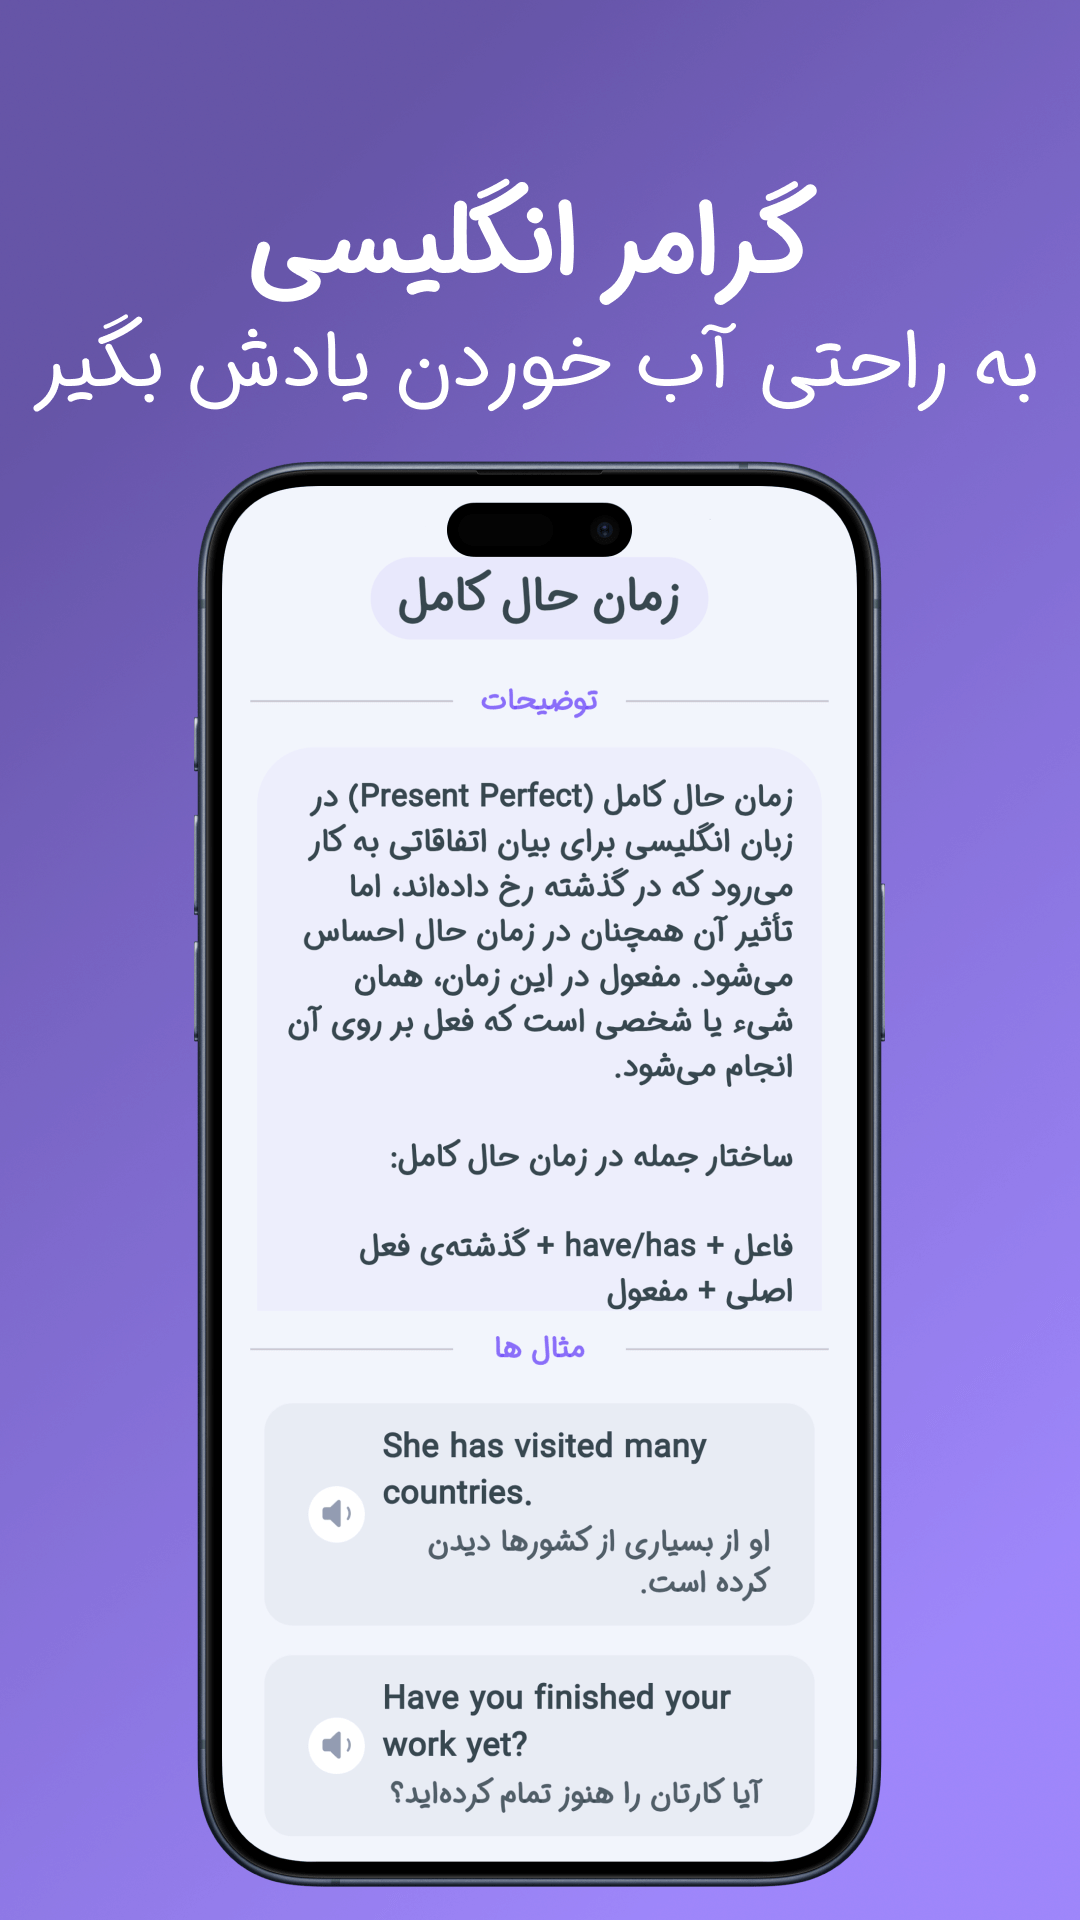 گرامر انگلیسی
به راحتی آب خوردن یادش بگیر
زمان حال کامل
توضیحات
زمان حال کامل (Present Perfect) در
زبان انگلیسی برای بیان اتفاقاتی به کار
می‌رود که در گذشته رخ داده‌اند، اما
تأثیر آن همچنان در زمان حال احساس
می‌شود. مفعول در این زمان، همان
شیء یا شخصی است که فعل بر روی آن
انجام می‌شود.
ساختار جمله در زمان حال کامل:
فاعل + have/has + گذشته‌ی فعل
اصلی + مفعول
مثال ها
She has visited many
countries.
او از بسیاری از کشورها دیدن
کرده است.
Have you finished your
work yet?
آیا کارتان را هنوز تمام کرده‌اید؟